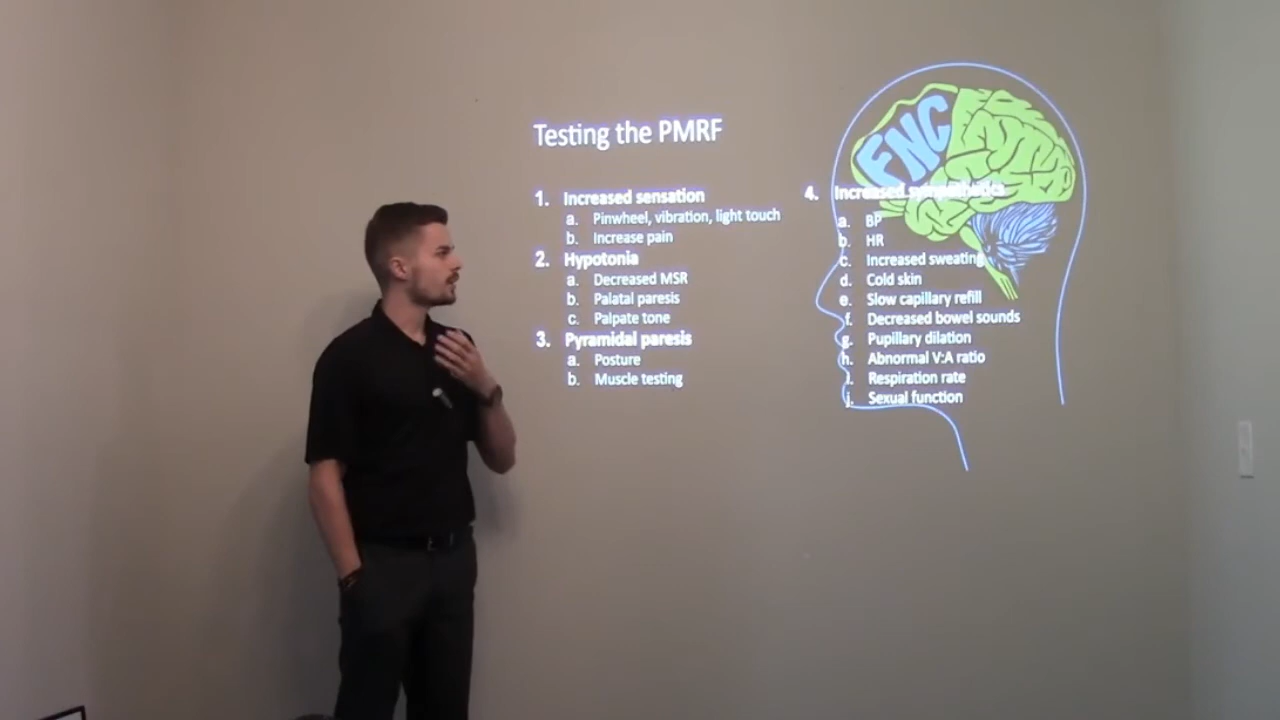 Testing the PMRF
1. Increased sensation
a. Pinwheel, vibration, light touch
b. Increase pain
2. Hypotonia
a. Decreased MSR
b. Palatal paresis
c. Palpate tone
3. Pyramidal paresis
a. Posture
b. Muscle testing
FNC
4. Increased sympathetics
a. BP
b. HR
c. Increased sweating
d. Cold skin
e. Slow capillary refill
f. Decreased bowel sounds
g. Pupillary dilation
h. Abnormal V:A ratio
i. Respiration rate
j. Sexual function